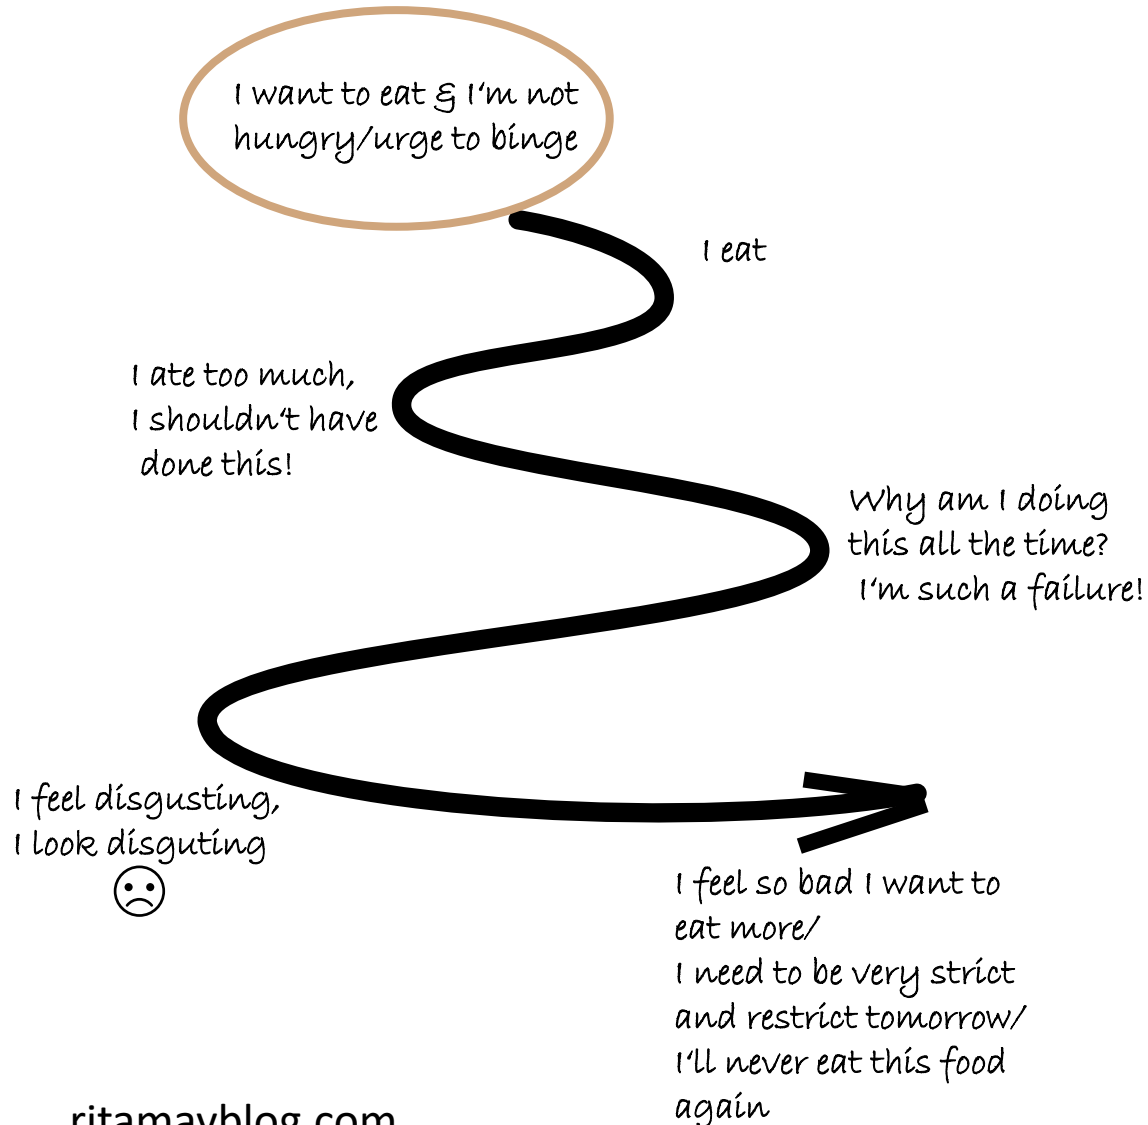 I want to eat & I'm not
hungry/urge to binge
I eat
I ate too much,
I shouldn't have
done this!
Why am I doing
this all the time?
I'm such a failure!
I feel disgusting,
I look disguting
I feel so bad I want to
eat more/
I need to be very strict
and restrict tomorrow/
I'll never eat this food
again
ritamayblog.com